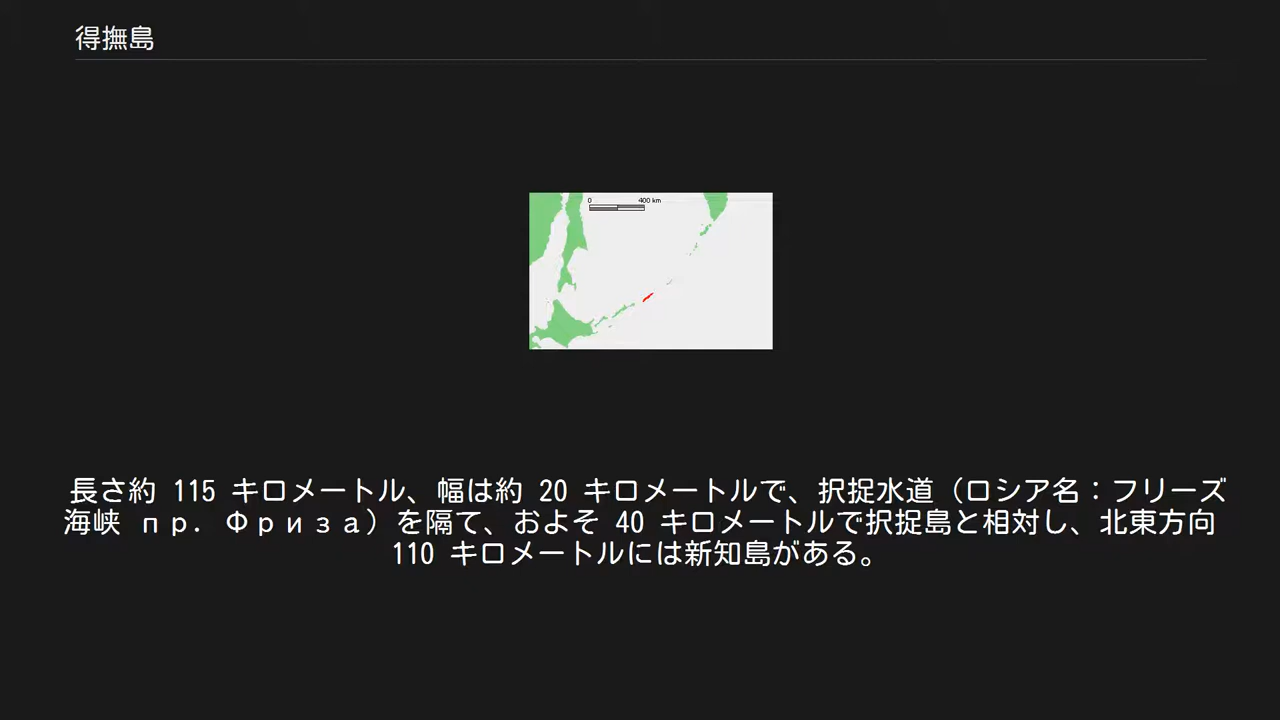 得撫島
0 400 km
長さ約 115 キロメートル、幅は約 20 キロメートルで、択捉水道（ロシア名：フリーズ
海峡 пр. Фриза）を隔て、およそ 40 キロメートルで択捉島と相対し、北東方向
110 キロメートルには新知島がある。